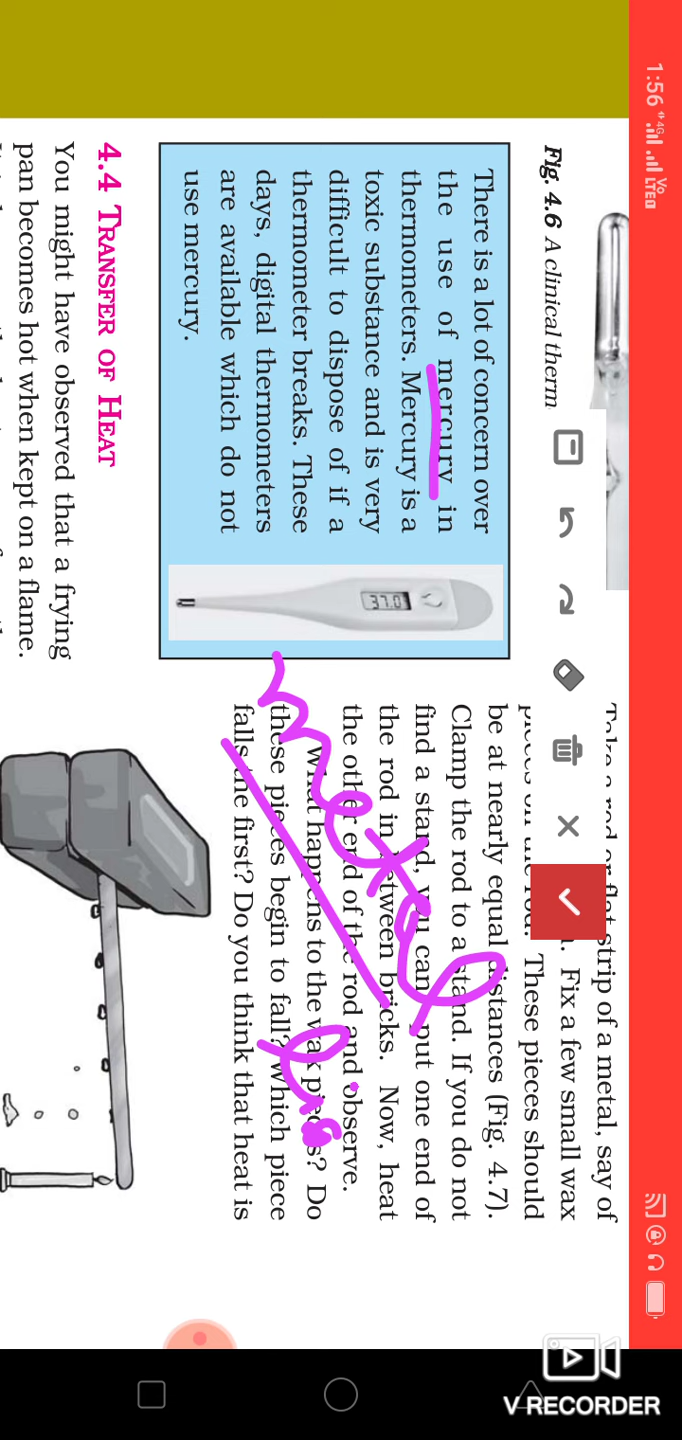 1:56
4G
Vo
LTE
Fig. 4.6 A clinical therm
There is a lot of concern over
the use of mercury in
thermometers. Mercury is a
toxic substance and is very
difficult to dispose of if a
thermometer breaks. These
days, digital thermometers
are available which do not
use mercury.
37.0
4.4 TRANSFER OF HEAT
You might have observed that a frying
pan becomes hot when kept on a flame.
strip of a metal, say of
Fix a few small wax
These pieces should
be at nearly equal distances (Fig. 4.7).
Clamp the rod to a stand. If you do not
find a stand, you can put one end of
the rod in between bricks. Now, heat
the other end of the rod and observe.
What happens to the wax pieces? Do
these pieces begin to fall? Which piece
falls the first? Do you think that heat is
metal
V RECORDER